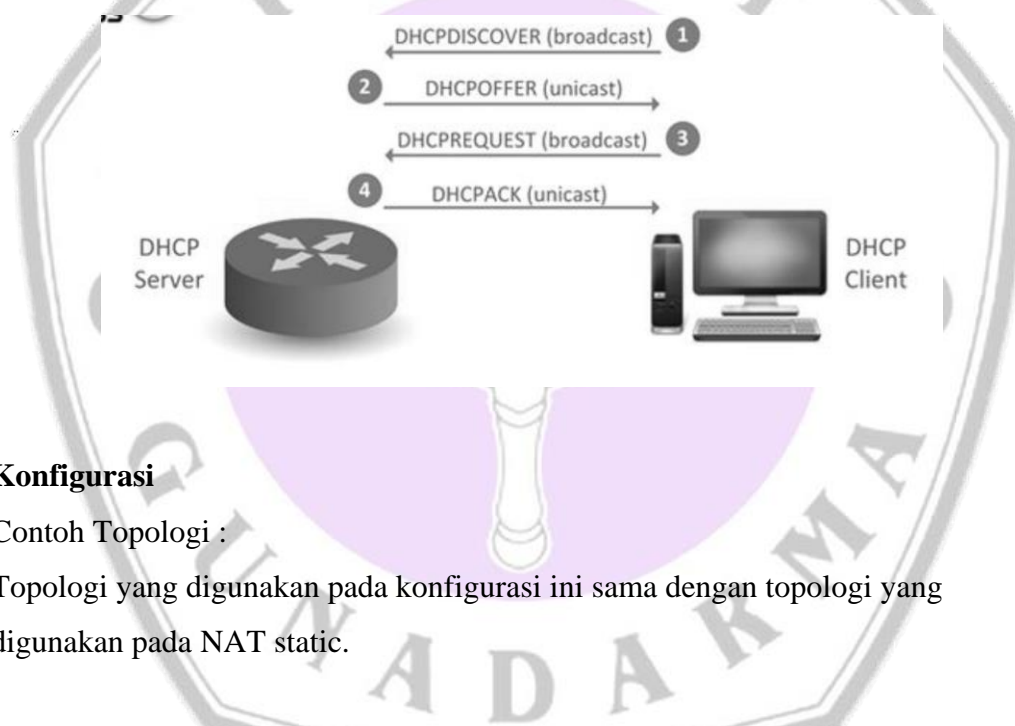 DHCPDISCOVER (broadcast) 1
2 DHCPOFFER (unicast)
DHCPREQUEST (broadcast) 3
4 DHCPACK (unicast)
DHCP
Server
DHCP
Client
Konfigurasi
Contoh Topologi :
Topologi yang digunakan pada konfigurasi ini sama dengan topologi yang
digunakan pada NAT static.
GUNADARMA